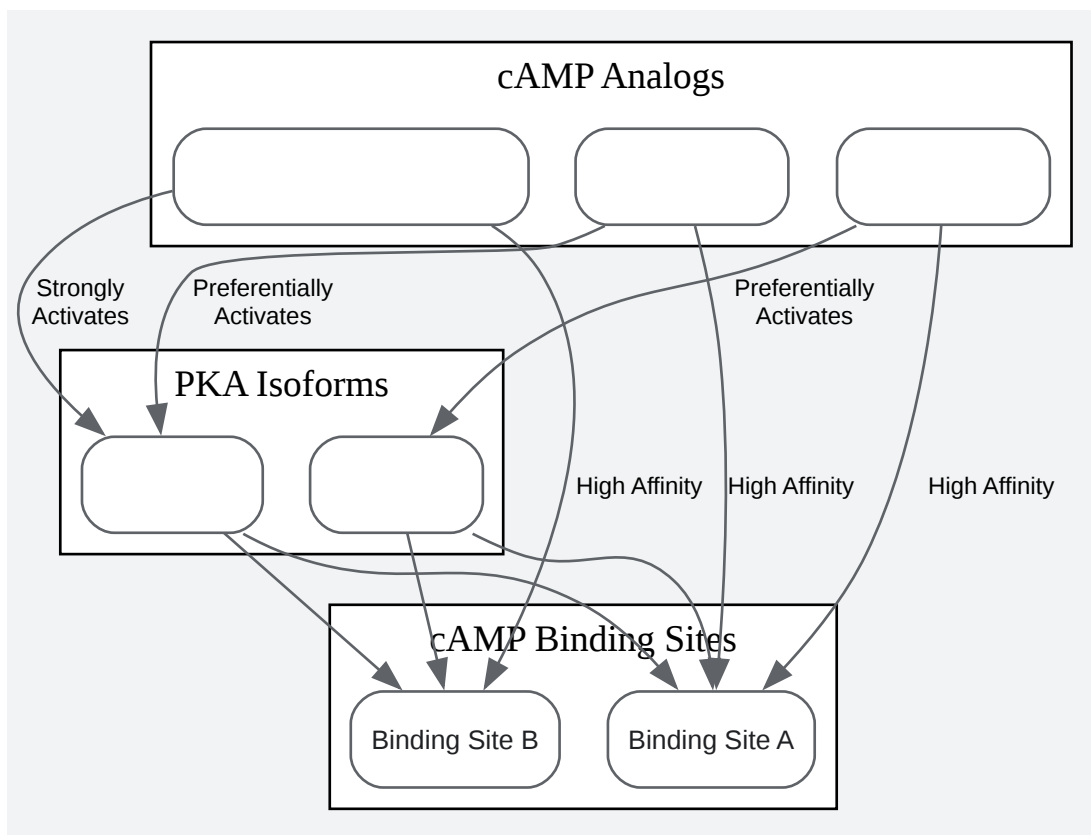 cAMP Analogs
Strongly
Activates
Preferentially
Activates
Preferentially
Activates
PKA Isoforms
High Affinity
High Affinity
High Affinity
cAMP Binding Sites
Binding Site B
Binding Site A